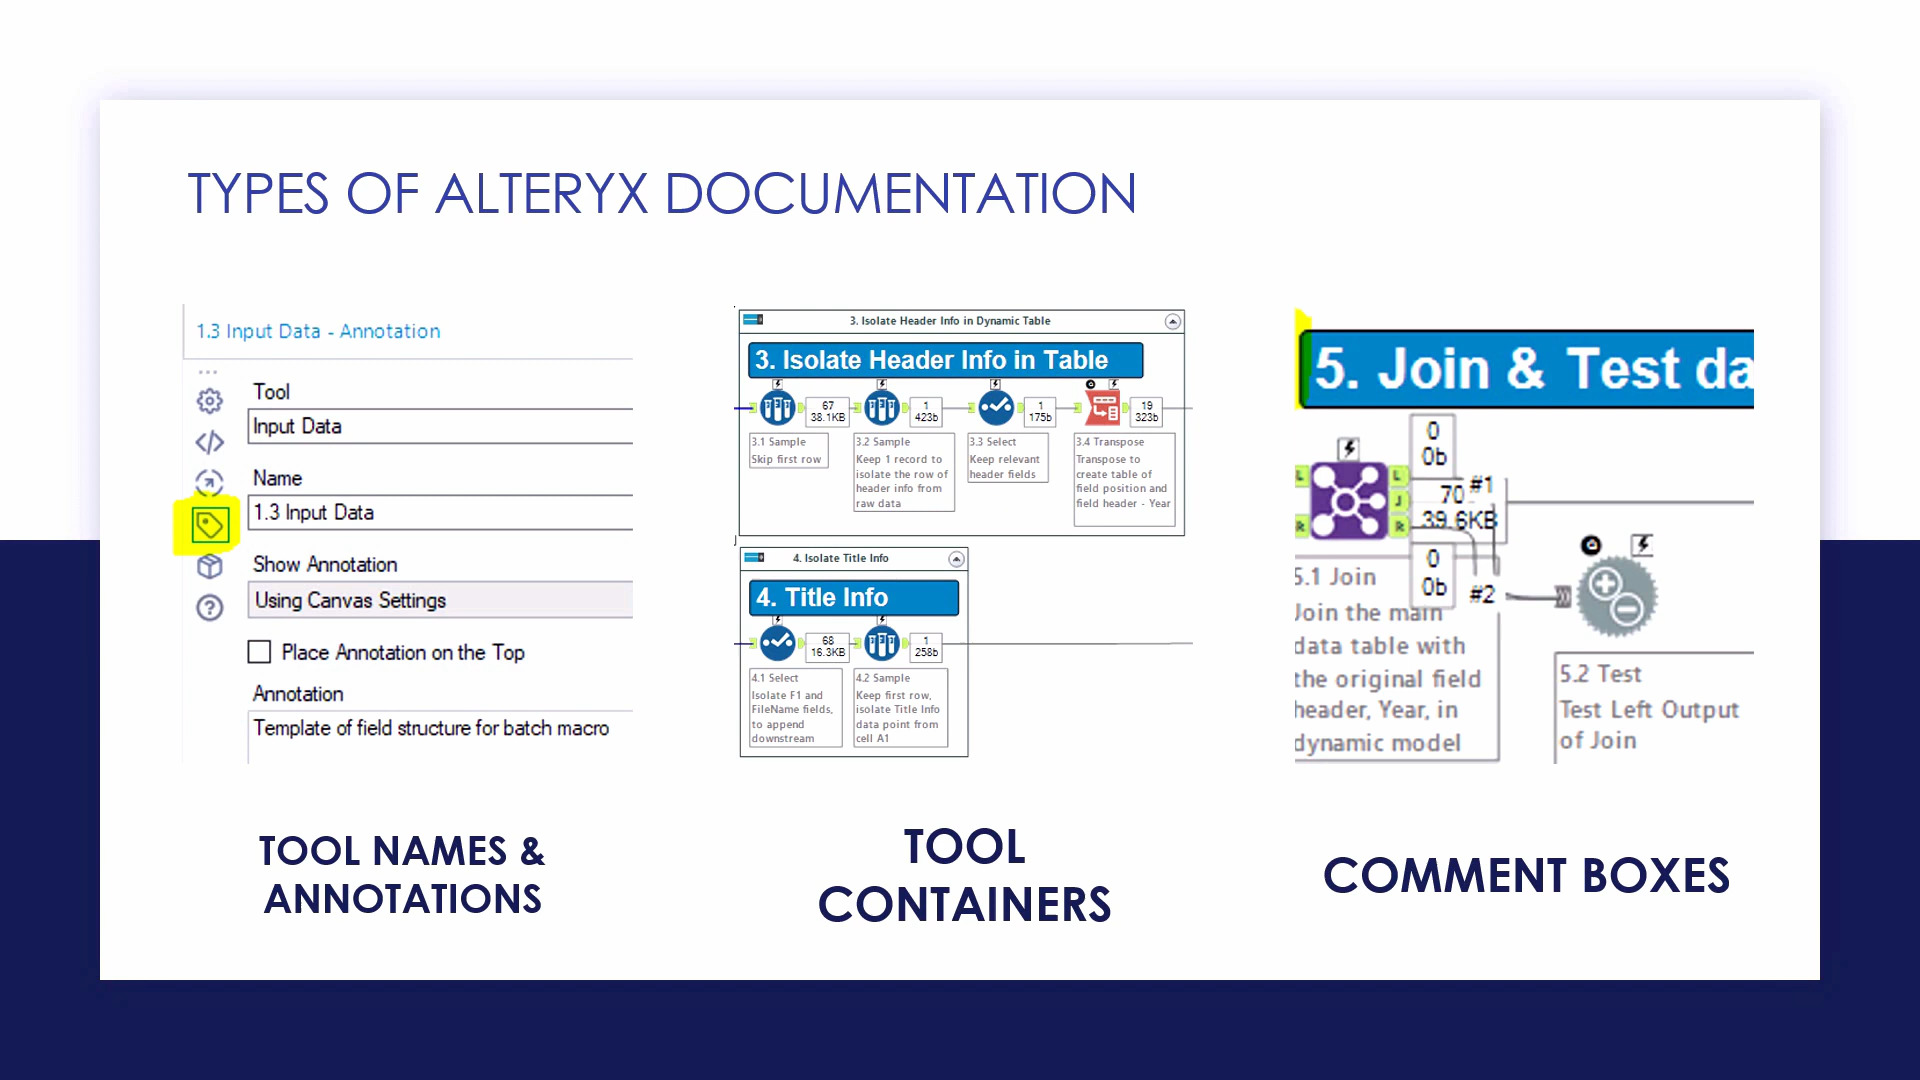 TYPES OF ALTERYX DOCUMENTATION
1.3 Input Data - Annotation
Tool
Input Data
Name
1.3 Input Data
Show Annotation
Using Canvas Settings
Place Annotation on the Top
Annotation
Template of field structure for batch macro
3. Isolate Header Info in Dynamic Table
3. Isolate Header Info in Table
67
38.1KB
1
423b
1
175b
19
323b
3.1 Sample
Skip first row
3.2 Sample
Keep 1 record to
isolate the row of
header info from
raw data
3.3 Select
Keep relevant
header fields
3.4 Transpose
Transpose to
create table of
field position and
field header - Year
4. Isolate Title Info
4. Title Info
68
16.3KB
1
258b
4.1 Select
Isolate F1 and
FileName fields,
to append
downstream
4.2 Sample
Keep first row,
isolate Title Info
data point from
cell A1
5. Join & Test da
0
0b
L
L
J
R
R
70
39.6KB
#1
0
0b
#2
5.1 Join
Join the main
data table with
the original field
header, Year, in
dynamic model
5.2 Test
Test Left Output
of Join
TOOL NAMES &
ANNOTATIONS
TOOL
CONTAINERS
COMMENT BOXES